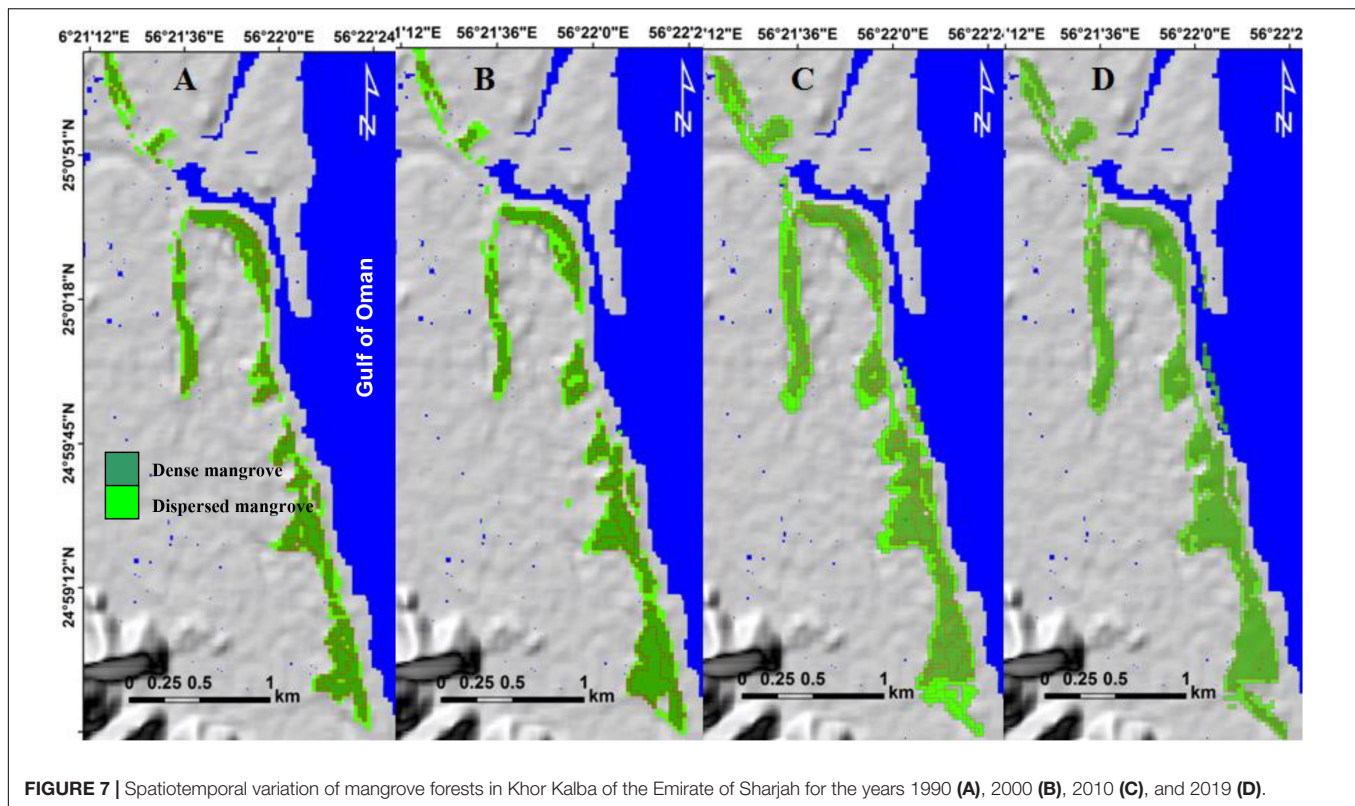 6°21'12"E 56°21'36"E 56°22'0"E 56°22'24 1'12"E 56°21'36"E 56°22'0"E 56°22'2 1'12"E 56°21'36"E 56°22'0"E 56°22'24 1'12"E 56°21'36"E 56°22'0"E 56°22'2
A B C D
N N N N
25°0'51"N
25°0'18"N
24°59'45"N
24°59'12"N
Gulf of Oman
Dense mangrove
Dispersed mangrove
0 0.25 0.5 1 0 0.25 0.5 1 0 0.25 0.5 1 0 0.25 0.5 1
km km km km
FIGURE 7 | Spatiotemporal variation of mangrove forests in Khor Kalba of the Emirate of Sharjah for the years 1990 (A), 2000 (B), 2010 (C), and 2019 (D).